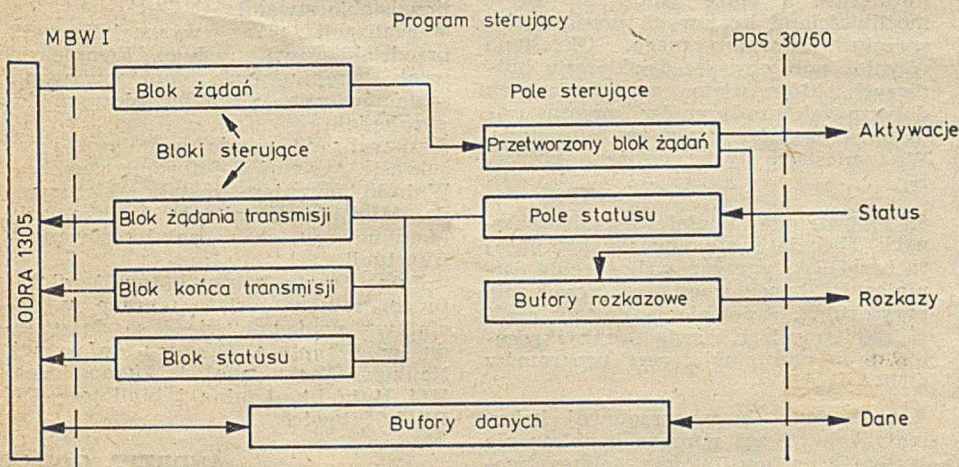 Program sterujący
MBW I
PDS 30/60
Blok żądań
Pole sterujące
Aktywacje
Bloki sterujące
Przetworzony blok żądań
ODRA 1305
Blok żądania transmisji
Pole statusu
Status
Blok końca transmisji
Bufory rozkazowe
Rozkazy
Blok statusu
Bufory danych
Dane